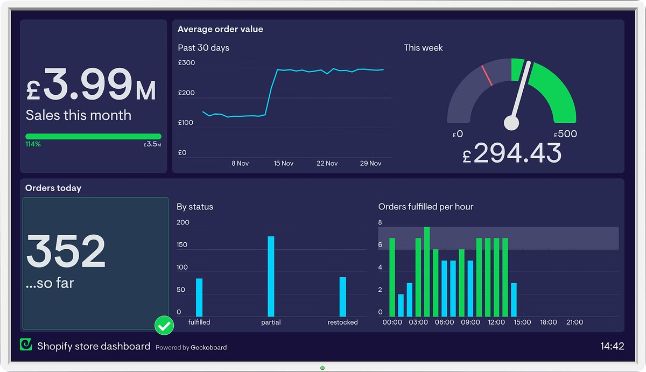 £3.99M
Sales this month
114%
£3.5M
Average order value
Past 30 days
£300
£200
£100
£0
8 Nov
15 Nov
22 Nov
29 Nov
This week
£0
£500
£294.43
Orders today
352
...so far
By status
200
150
100
50
0
fulfilled
partial
restocked
Orders fulfilled per hour
8
6
4
2
0
00:00
03:00
06:00
09:00
12:00
15:00
18:00
21:00
Shopify store dashboard
Powered by Geckoboard
14:42